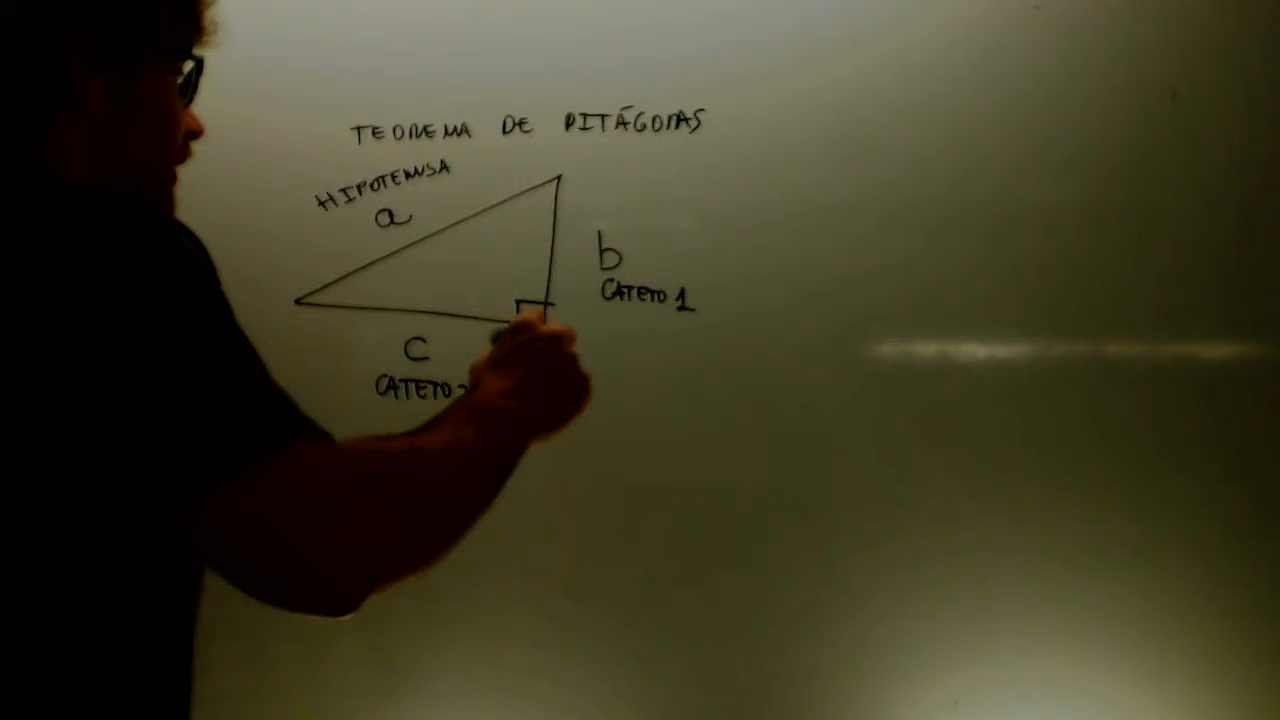 TEOREMA DE PITÁGORAS
HIPOTENUSA
a
b
CATETO 1
c
CATETO 2